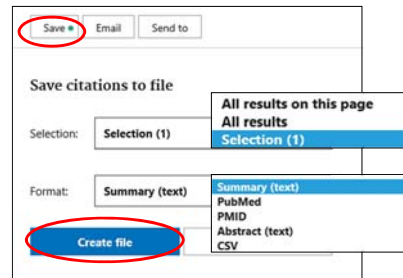 Save Email Send to
Save citations to file
All results on this page
All results
Selection: Selection (1) Selection (1)
Format: Summary (text) Summary (text)
PubMed
PMID
Abstract (text)
Create file CSV